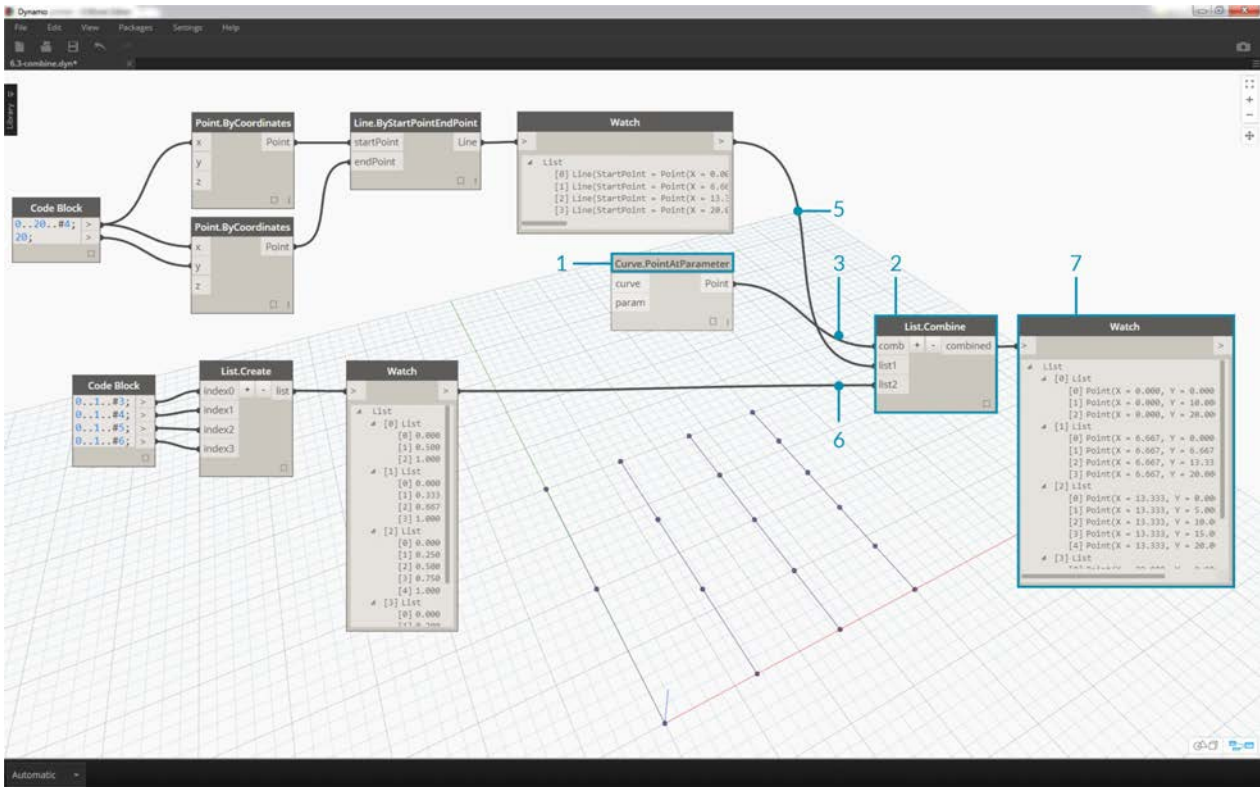 Dynamo
File Edit View Packages Settings Help
6.3-combine.dyn* X
Library
Point.ByCoordinates
x Point
y
z
Line.ByStartPointEndPoint
startPoint Line
endPoint
Watch
> >
List
[0] Line(StartPoint = Point(X = 0.00
[1] Line(StartPoint = Point(X = 6.66
[2] Line(StartPoint = Point(X = 13.3
[3] Line(StartPoint = Point(X = 20.0
Code Block
0..20..#4; >
20; >
Point.ByCoordinates
x Point
y
z
5
1
Curve.PointAtParameter
curve Point
param
3
2
List.Combine
comb + - combined
list1
list2
6
7
Watch
> >
List
[0] List
[0] Point(X = 0.000, Y = 0.000
[1] Point(X = 0.000, Y = 10.00
[2] Point(X = 0.000, Y = 20.00
[1] List
[0] Point(X = 6.667, Y = 0.000
[1] Point(X = 6.667, Y = 6.667
[2] Point(X = 6.667, Y = 13.33
[3] Point(X = 6.667, Y = 20.00
[2] List
[0] Point(X = 13.333, Y = 0.00
[1] Point(X = 13.333, Y = 5.00
[2] Point(X = 13.333, Y = 10.0
[3] Point(X = 13.333, Y = 15.0
[4] Point(X = 13.333, Y = 20.0
[3] List
Code Block
0..1..#3; >
0..1..#4; >
0..1..#5; >
0..1..#6; >
List.Create
index0 + - list
index1
index2
index3
Watch
> >
List
[0] List
[0] 0.000
[1] 0.500
[2] 1.000
[1] List
[0] 0.000
[1] 0.333
[2] 0.667
[3] 1.000
[2] List
[0] 0.000
[1] 0.250
[2] 0.500
[3] 0.750
[4] 1.000
[3] List
[0] 0.000
[1] 0.200
Automatic